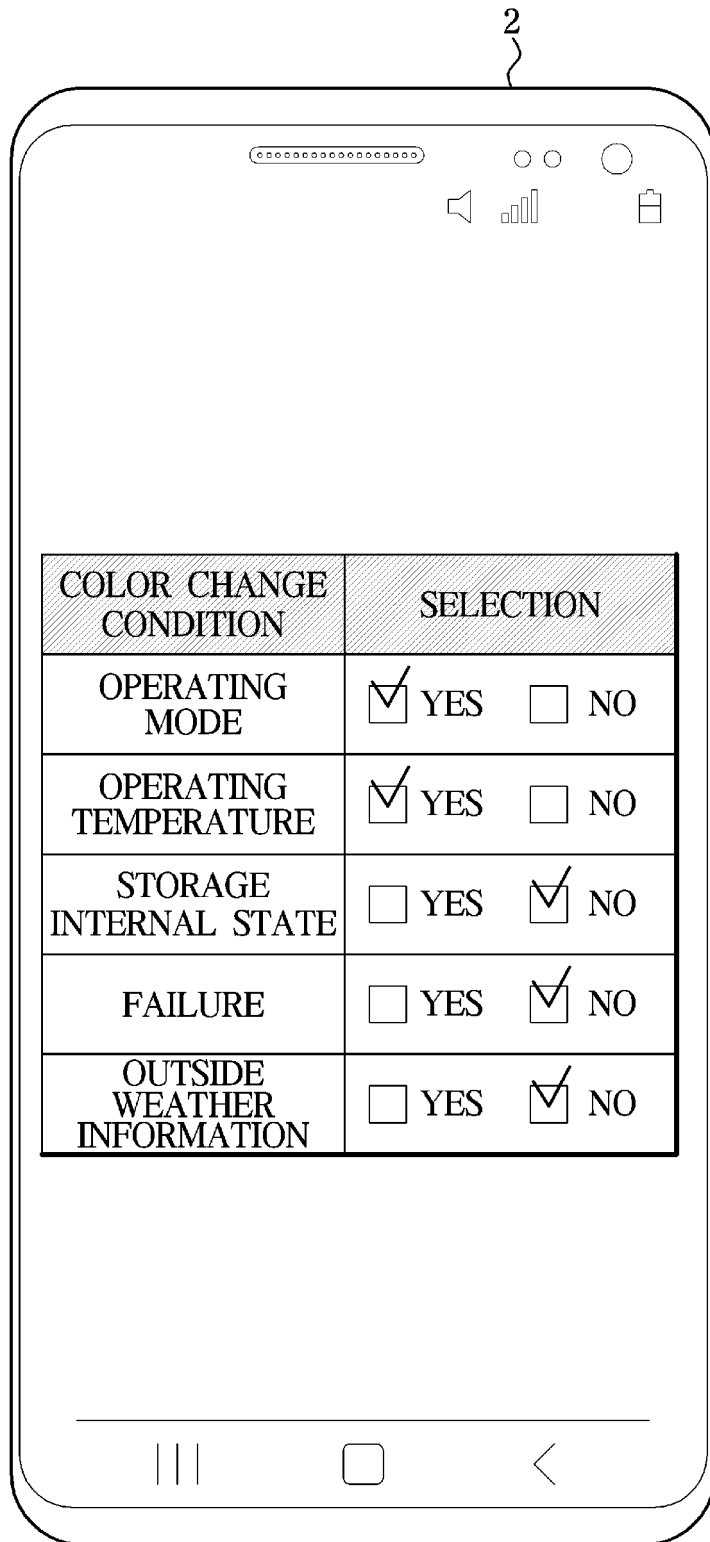 2
COLOR CHANGE
CONDITION
SELECTION
OPERATING
MODE
YES NO
OPERATING
TEMPERATURE
YES NO
STORAGE
INTERNAL STATE
YES NO
FAILURE
YES NO
OUTSIDE
WEATHER
INFORMATION
YES NO